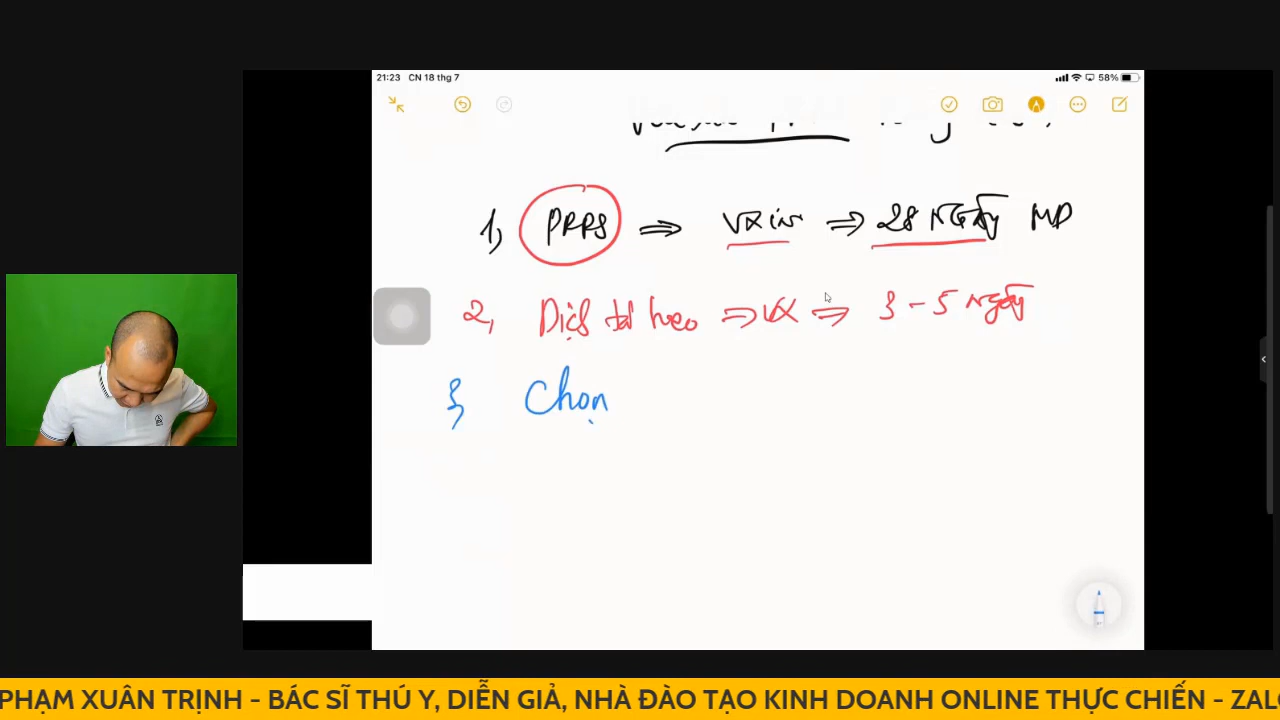 21:23 CN 18 thg 7 58%
1, PRRS ⇒ VX in ⇒ 28 Ngày MD
2, Dịch tả heo ⇒ VX ⇒ 3 - 5 Ngày
3, Chọn
PHẠM XUÂN TRỊNH - BÁC SĨ THÚ Y, DIỄN GIẢ, NHÀ ĐÀO TẠO KINH DOANH ONLINE THỰC CHIẾN - ZALO